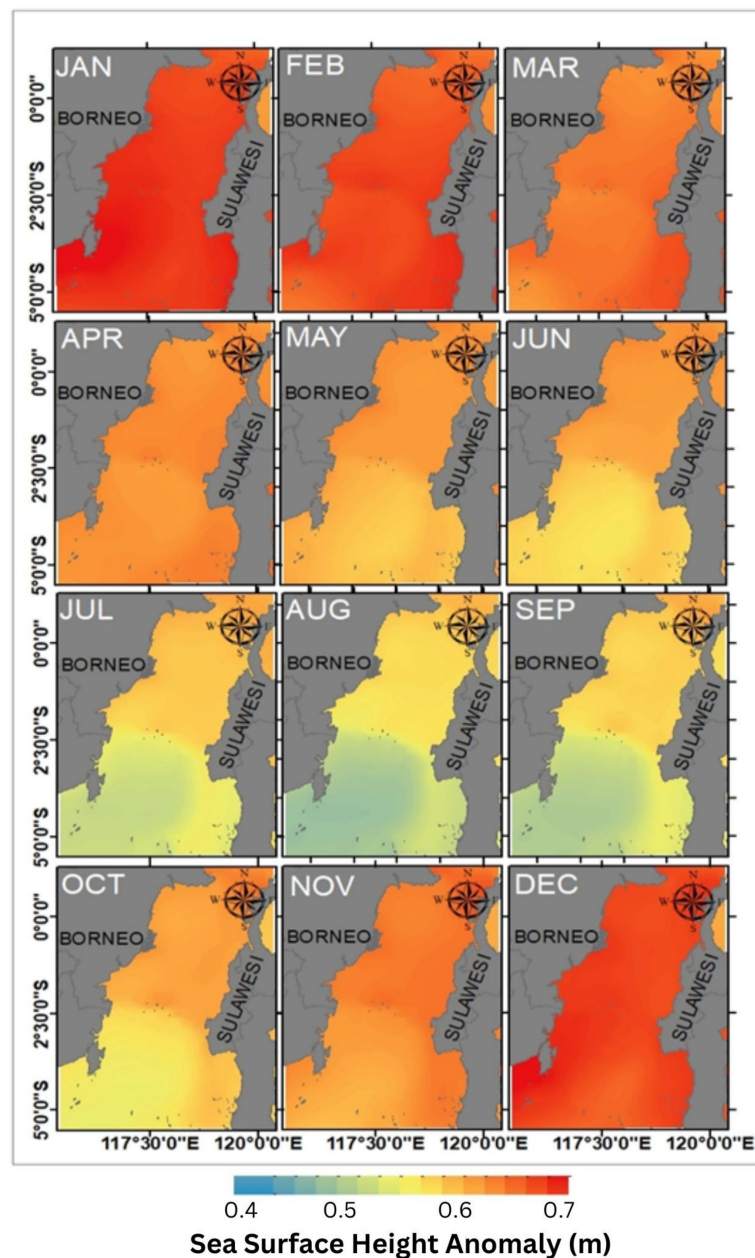 JAN
FEB
MAR
N
W
S
BORNEO
SULAWESI
N
W
S
BORNEO
SULAWESI
N
W
S
BORNEO
SULAWESI
0°0'0"
2°30'0"S
5°0'0"S
APR
MAY
JUN
N
W
E
S
BORNEO
SULAWESI
N
W
S
BORNEO
SULAWESI
N
W
E
S
BORNEO
SULAWESI
0°0'0"
2°30'0"S
5°0'0"S
JUL
AUG
SEP
N
W
E
S
BORNEO
SULAWESI
N
W
S
BORNEO
SULAWESI
N
W
E
S
BORNEO
SULAWESI
0°0'0"
2°30'0"S
5°0'0"S
OCT
NOV
DEC
N
W
E
S
BORNEO
SULAWESI
N
W
S
BORNEO
SULAWESI
N
W
E
S
BORNEO
SULAWESI
0°0'0"
2°30'0"S
5°0'0"S
117°30'0"E 120°0'0"E
117°30'0"E 120°0'0"E
117°30'0"E 120°0'0"E
0.4 0.5 0.6 0.7
Sea Surface Height Anomaly (m)